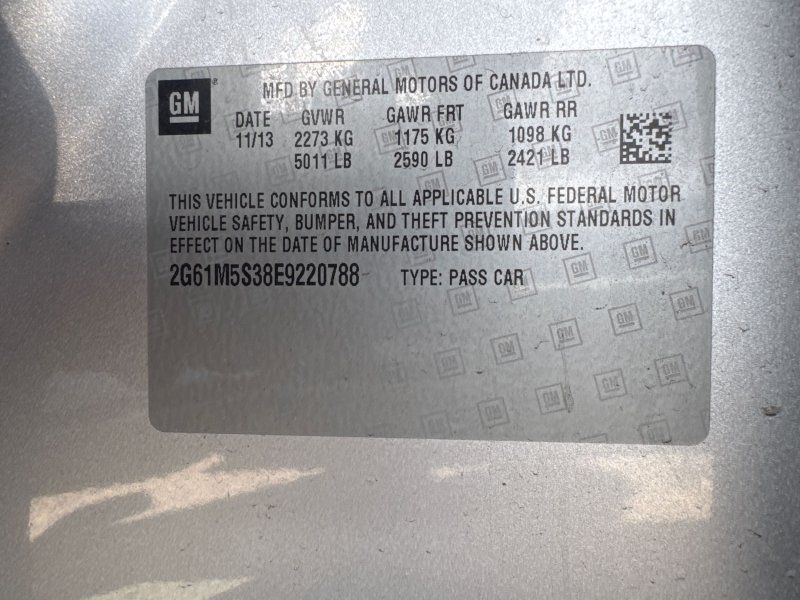 GM
MFD BY GENERAL MOTORS OF CANADA LTD.
DATE GVWR GAWR FRT GAWR RR
11/13 2273 KG 1175 KG 1098 KG
5011 LB 2590 LB 2421 LB
THIS VEHICLE CONFORMS TO ALL APPLICABLE U.S. FEDERAL MOTOR
VEHICLE SAFETY, BUMPER, AND THEFT PREVENTION STANDARDS IN
EFFECT ON THE DATE OF MANUFACTURE SHOWN ABOVE.
2G61M5S38E9220788 TYPE: PASS CAR